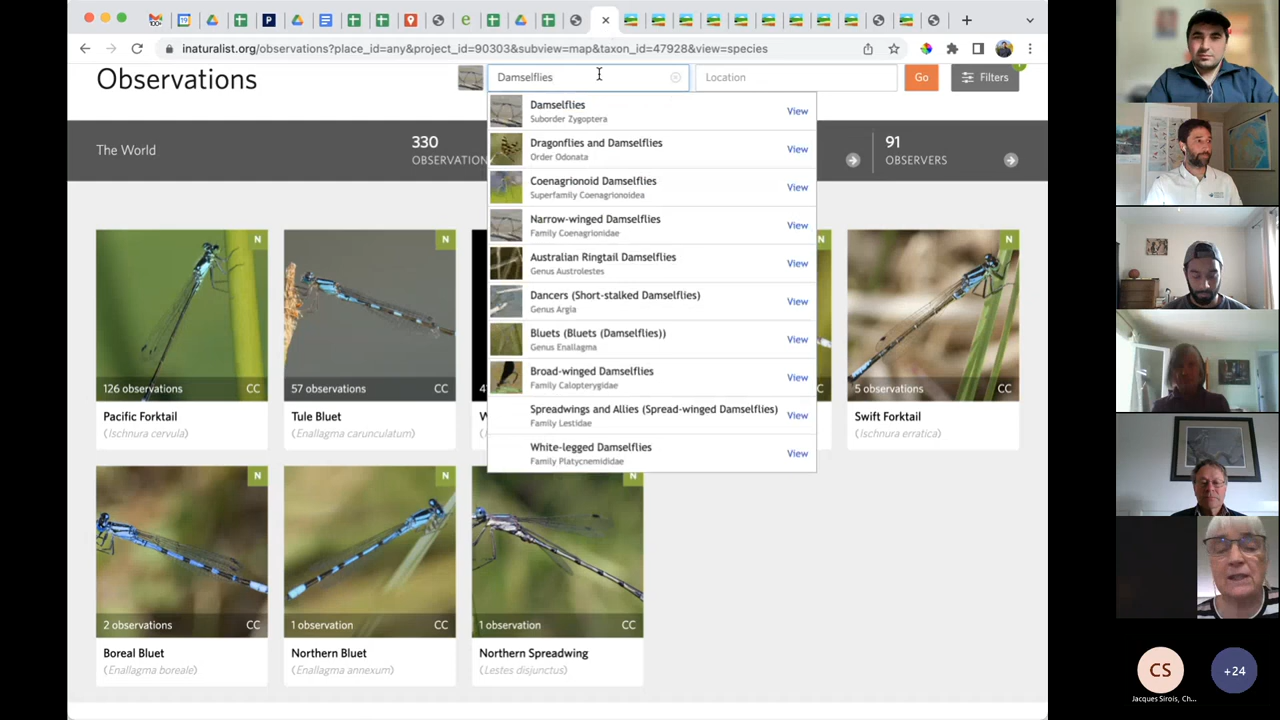 inaturalist.org/observations?place_id=any&project_id=90303&subview=map&taxon_id=47928&view=species
Observations
Damselflies
Location
Go
Filters
The World
330
OBSERVATION
91
OBSERVERS
Damselflies
Suborder Zygoptera
View
Dragonflies and Damselflies
Order Odonata
View
Coenagrionoid Damselflies
Superfamily Coenagrionoidea
View
Narrow-winged Damselflies
Family Coenagrionidae
View
Australian Ringtail Damselflies
Genus Austrolestes
View
Dancers (Short-stalked Damselflies)
Genus Argia
View
Bluets (Bluets (Damselflies))
Genus Enallagma
View
Broad-winged Damselflies
Family Calopterygidae
View
Spreadwings and Allies (Spread-winged Damselflies)
Family Lestidae
View
White-legged Damselflies
Family Platycnemididae
View
N
126 observations CC
Pacific Forktail
(Ischnura cervula)
N
57 observations CC
Tule Bluet
(Enallagma carunculatum)
N
5 observations CC
Swift Forktail
(Ischnura erratica)
N
2 observations CC
Boreal Bluet
(Enallagma boreale)
N
1 observation CC
Northern Bluet
(Enallagma annexum)
N
1 observation CC
Northern Spreadwing
(Lestes disjunctus)
CS
Jacques Sirois, Ch...
+24